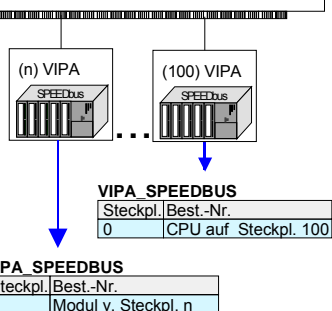 (n) VIPA
(100) VIPA
SPEEDbus
SPEEDbus
...
VIPA_SPEEDBUS
Steckpl. Best.-Nr.
0 CPU auf Steckpl. 100
PA_SPEEDBUS
teckpl. Best.-Nr.
Modul v. Steckpl. n